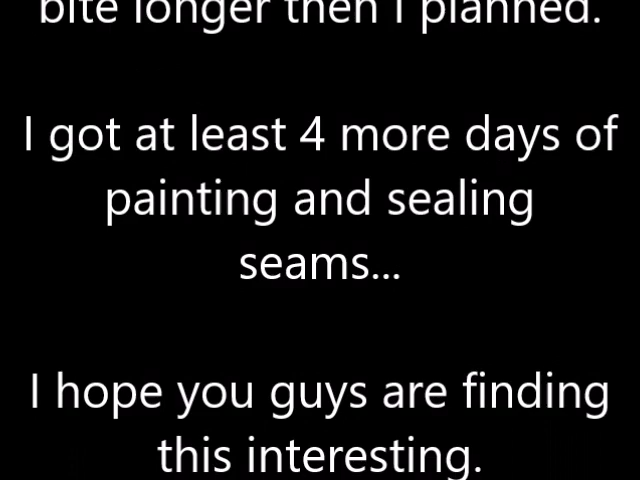 bite longer then I planned.
I got at least 4 more days of
painting and sealing
seams...
I hope you guys are finding
this interesting.